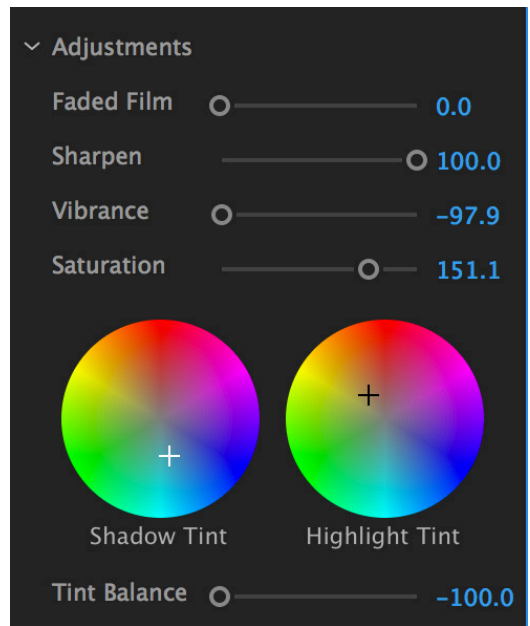 Adjustments
Faded Film 0.0
Sharpen 100.0
Vibrance -97.9
Saturation 151.1
Shadow Tint Highlight Tint
Tint Balance -100.0